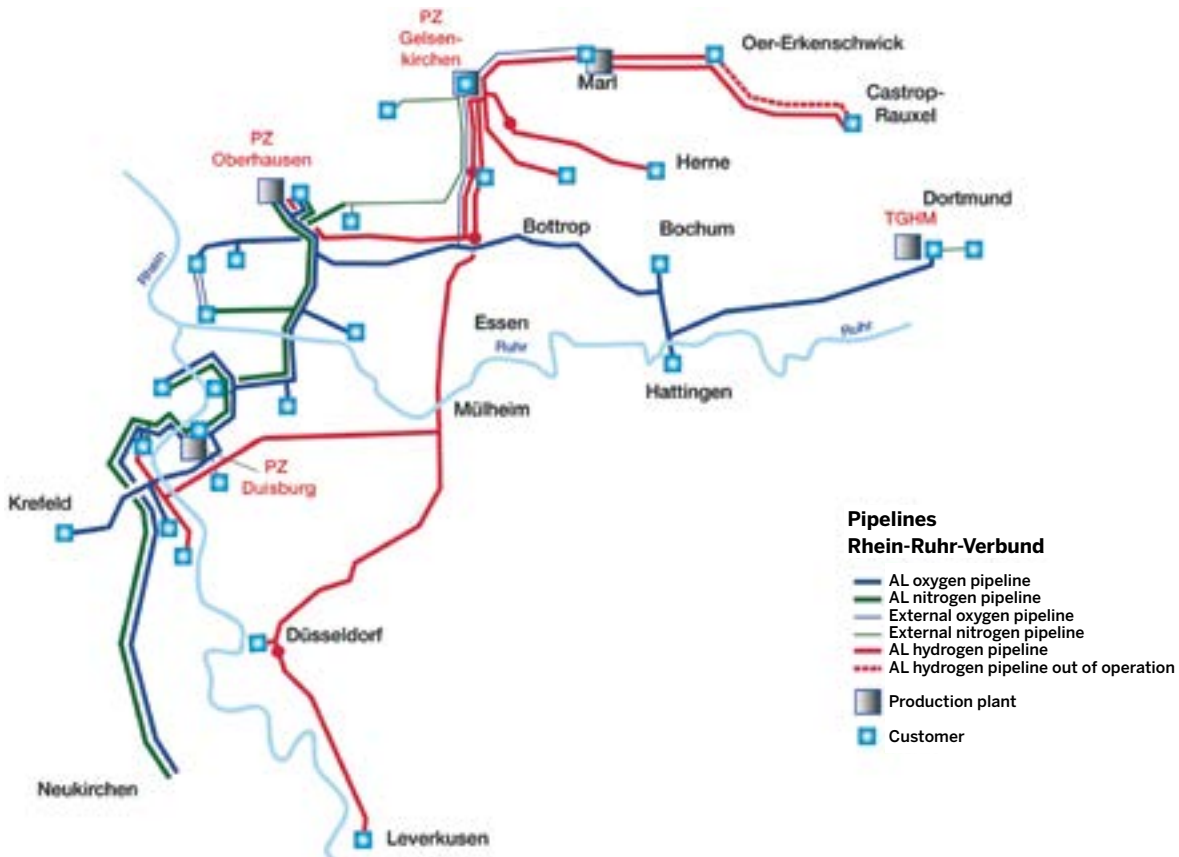 PZ
Gelsen-
kirchen
Oer-Erkenschwick
Marl
Castrop-
Rauxel
PZ
Oberhausen
Herne
Dortmund
TGHM
Bottrop
Bochum
Rhein
Essen
Ruhr
Ruhr
Hattingen
Mülheim
PZ
Duisburg
Krefeld
Düsseldorf
Neukirchen
Leverkusen
Pipelines
Rhein-Ruhr-Verbund
AL oxygen pipeline
AL nitrogen pipeline
External oxygen pipeline
External nitrogen pipeline
AL hydrogen pipeline
AL hydrogen pipeline out of operation
Production plant
Customer